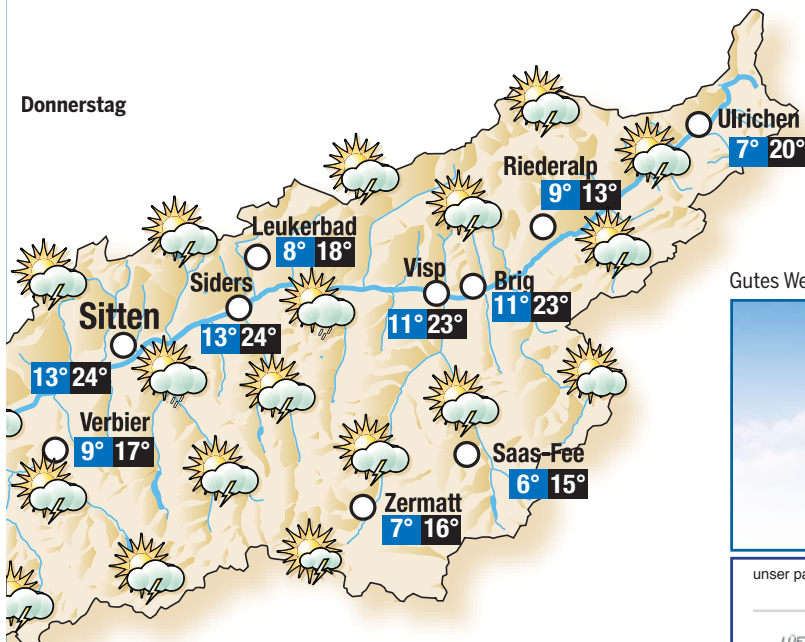 Donnerstag
Ulrichen
7° 20°
Riederalp
9° 13°
Leukerbad
8° 18°
Siders
13° 24°
Visp
11° 23°
Brig
11° 23°
Sitten
13° 24°
Verbier
9° 17°
Saas-Fee
6° 15°
Zermatt
7° 16°
Gutes We
unser pa